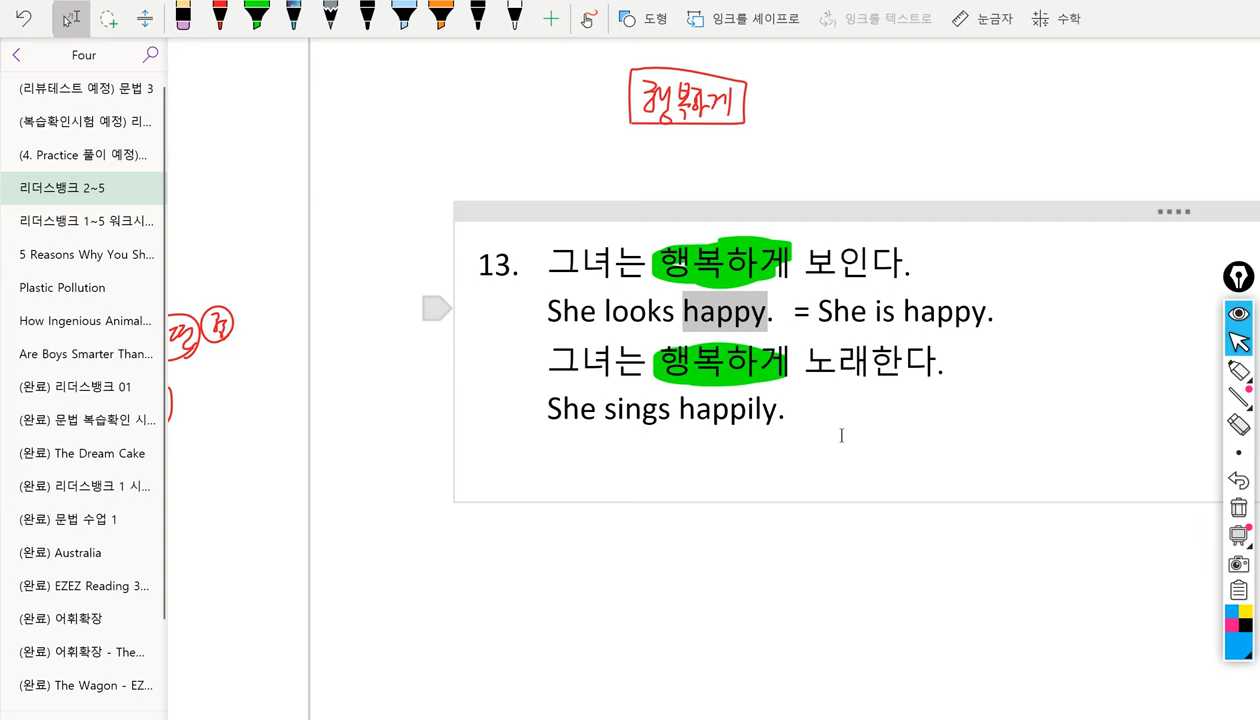 도형
잉크를 셰이프로
잉크를 텍스트로
눈금자
수학
Four
(리뷰테스트 예정) 문법 3
(복습확인시험 예정) 리...
(4. Practice 풀이 예정)...
리더스뱅크 2~5
리더스뱅크 1~5 워크시...
5 Reasons Why You Sh...
Plastic Pollution
How Ingenious Animal...
Are Boys Smarter Than...
(완료) 리더스뱅크 01
(완료) 문법 복습확인 시...
(완료) The Dream Cake
(완료) 리더스뱅크 1 시...
(완료) 문법 수업 1
(완료) Australia
(완료) EZEZ Reading 3...
(완료) 어휘확장
(완료) 어휘확장 - The...
(완료) The Wagon - EZ...
행복하게
13. 그녀는 행복하게 보인다.
She looks happy. = She is happy.
그녀는 행복하게 노래한다.
She sings happily.